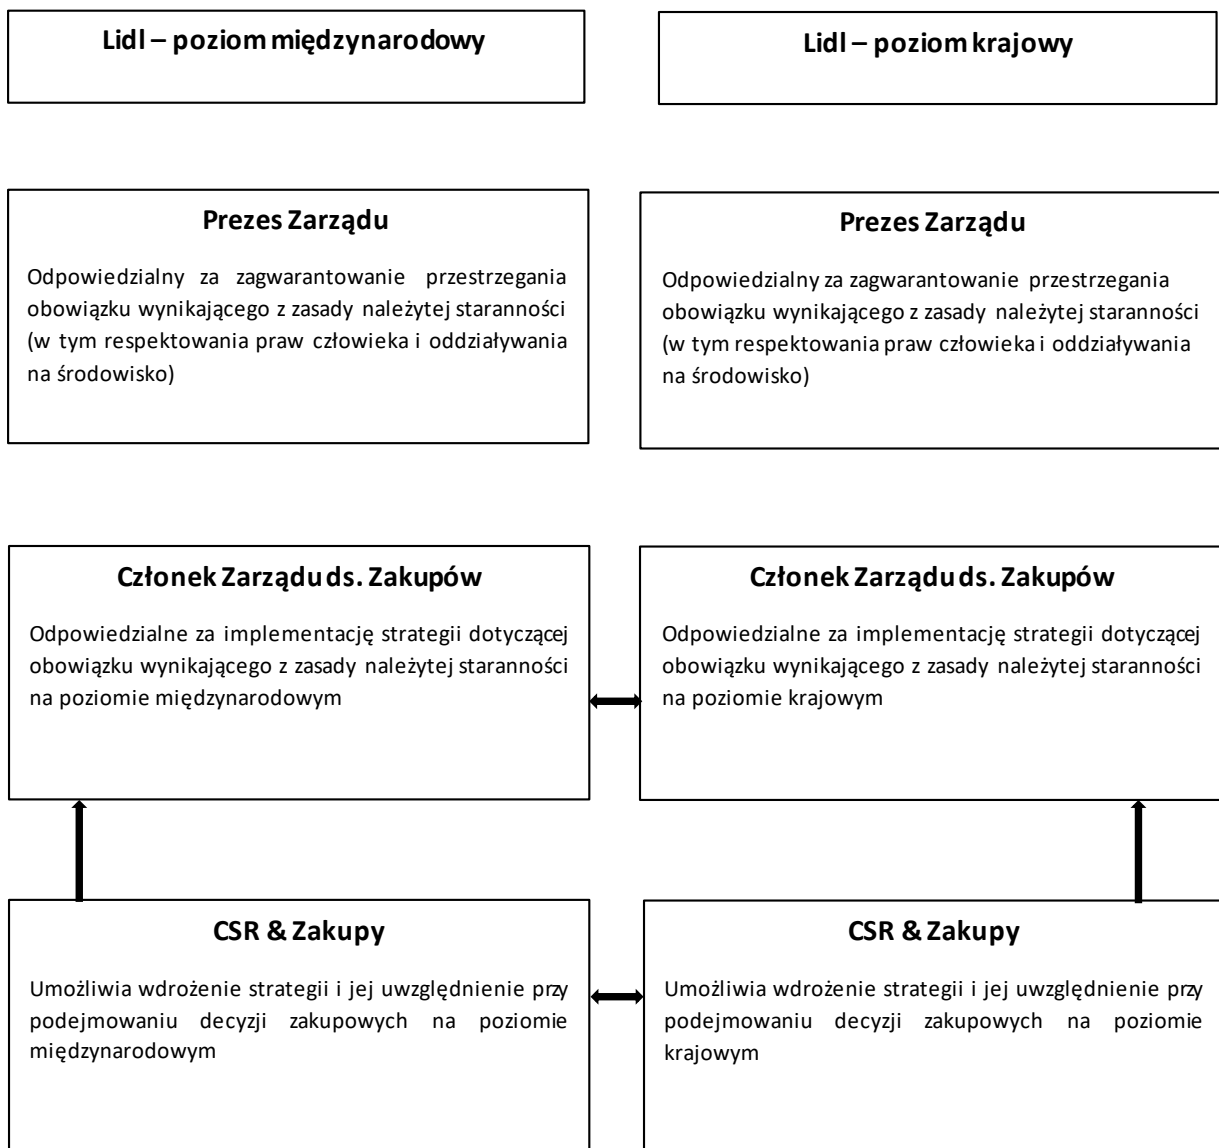 Lidl – poziom międzynarodowy
Lidl – poziom krajowy
Prezes Zarządu
Odpowiedzialny za zagwarantowanie przestrzegania
obowiązku wynikającego z zasady należytej staranności
(w tym respektowania praw człowieka i oddziaływania
na środowisko)
Prezes Zarządu
Odpowiedzialny za zagwarantowanie przestrzegania
obowiązku wynikającego z zasady należytej staranności
(w tym respektowania praw człowieka i oddziaływania
na środowisko)
Członek Zarządu ds. Zakupów
Odpowiedzialne za implementację strategii dotyczącej
obowiązku wynikającego z zasady należytej staranności
na poziomie międzynarodowym
Członek Zarządu ds. Zakupów
Odpowiedzialne za implementację strategii dotyczącej
obowiązku wynikającego z zasady należytej staranności
na poziomie krajowym
CSR & Zakupy
Umożliwia wdrożenie strategii i jej uwzględnienie przy
podejmowaniu decyzji zakupowych na poziomie
międzynarodowym
CSR & Zakupy
Umożliwia wdrożenie strategii i jej uwzględnienie przy
podejmowaniu decyzji zakupowych na poziomie
krajowym